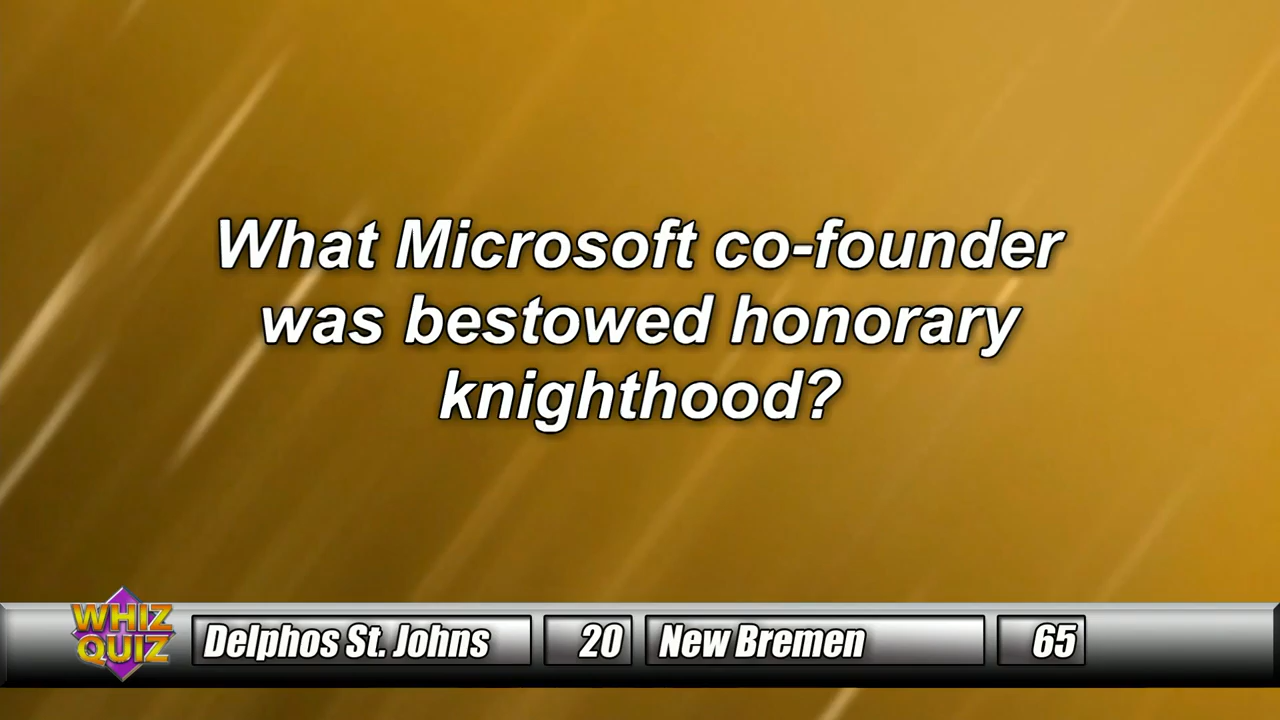 What Microsoft co-founder
was bestowed honorary
knighthood?
WHIZ
QUIZ
Delphos St. Johns 20 New Bremen 65